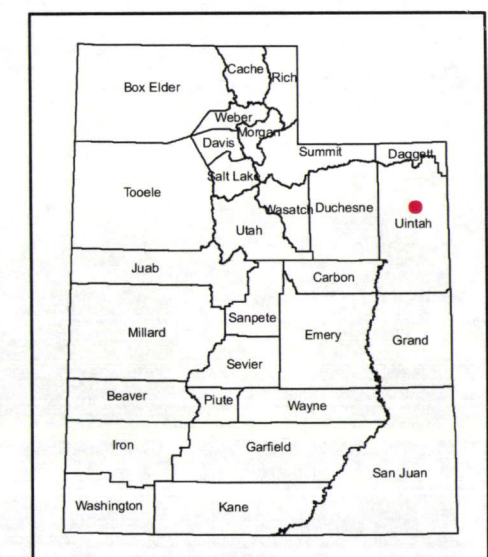 Cache
Rich
Box Elder
Weber
Morgan
Davis
Summit
Daggett
Salt Lake
Tooele
Wasatch
Duchesne
Uintah
Utah
Juab
Carbon
Sanpete
Millard
Emery
Grand
Sevier
Beaver
Piute
Wayne
Iron
Garfield
San Juan
Washington
Kane